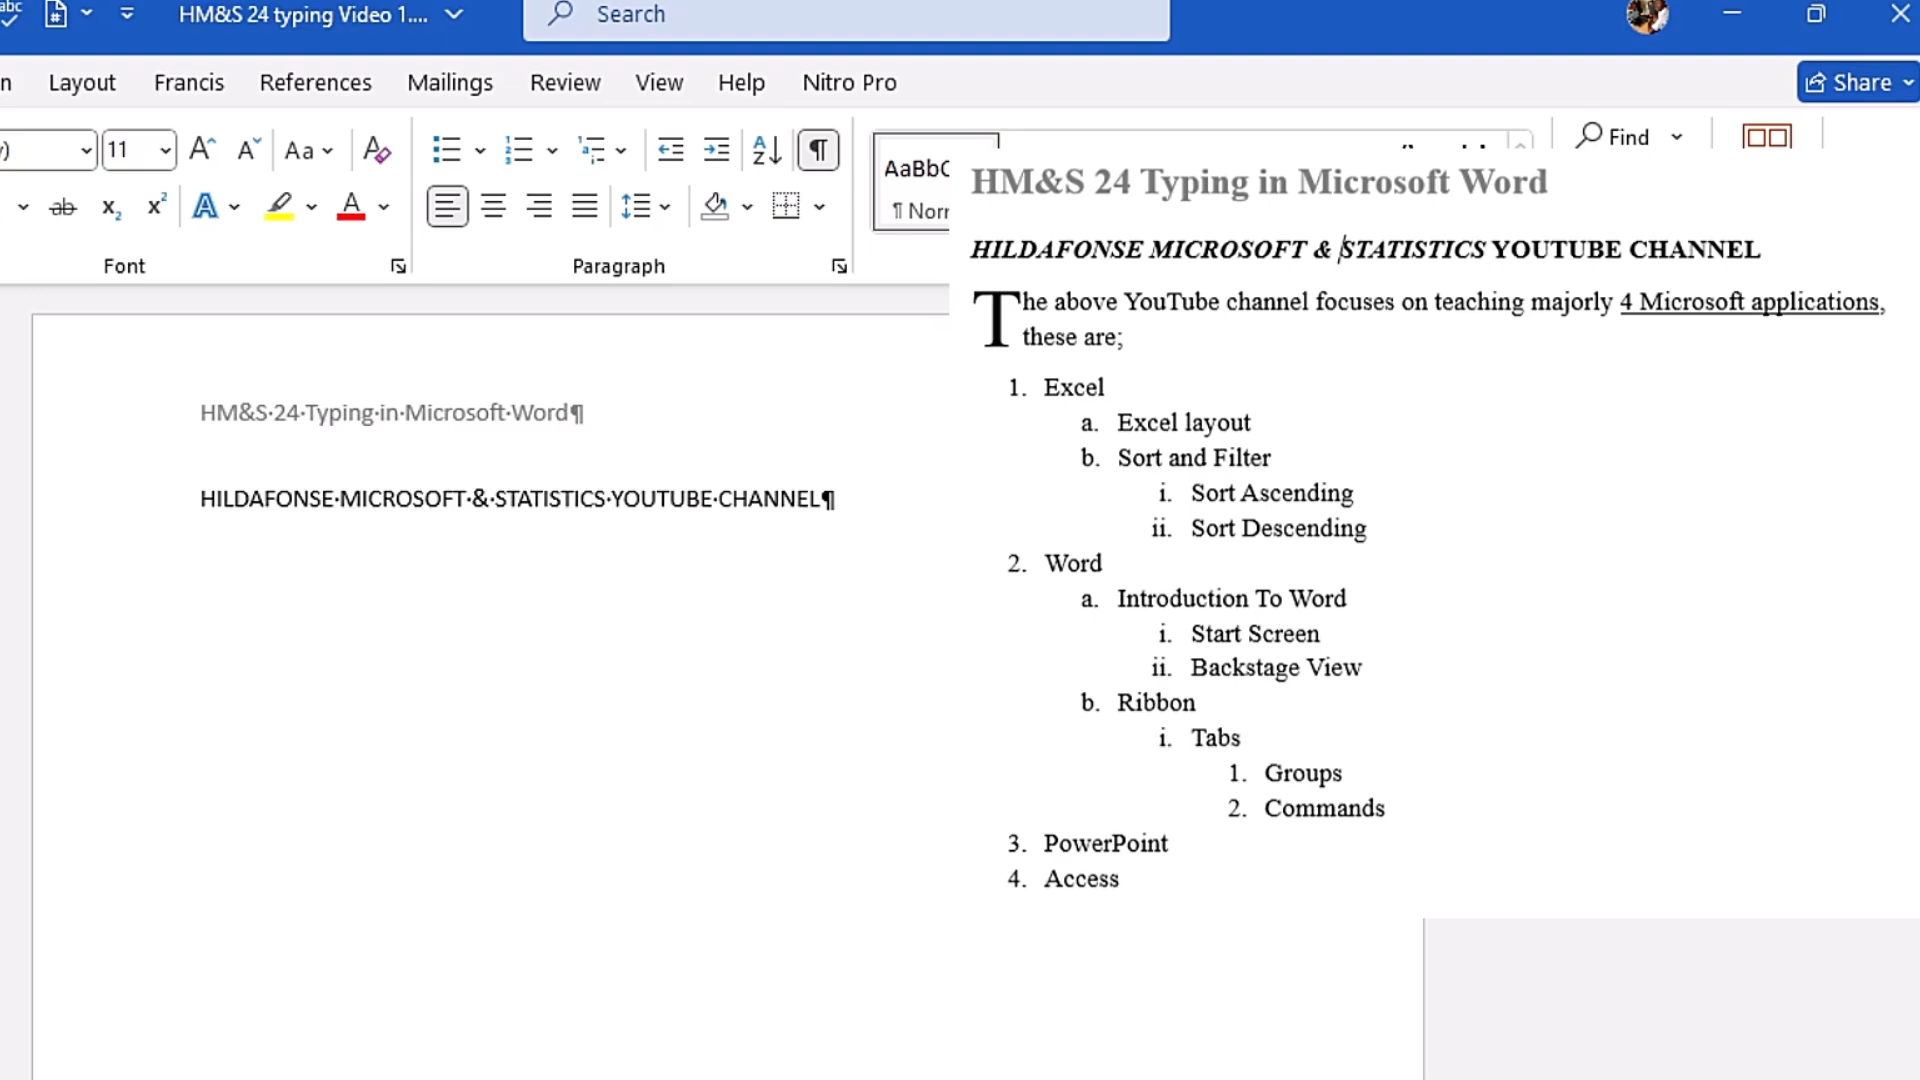 abc
HM&S 24 typing Video 1....
Search
n Layout Francis References Mailings Review View Help Nitro Pro
Share
11
Aa
AaBbC
¶ Norr
Find
Font
Paragraph
HM&S·24·Typing·in·Microsoft·Word¶
HILDAFONSE·MICROSOFT·&·STATISTICS·YOUTUBE·CHANNEL¶
HM&S 24 Typing in Microsoft Word
HILDAFONSE MICROSOFT & STATISTICS YOUTUBE CHANNEL
The above YouTube channel focuses on teaching majorly 4 Microsoft applications,
these are;
1. Excel
a. Excel layout
b. Sort and Filter
i. Sort Ascending
ii. Sort Descending
2. Word
a. Introduction To Word
i. Start Screen
ii. Backstage View
b. Ribbon
i. Tabs
1. Groups
2. Commands
3. PowerPoint
4. Access